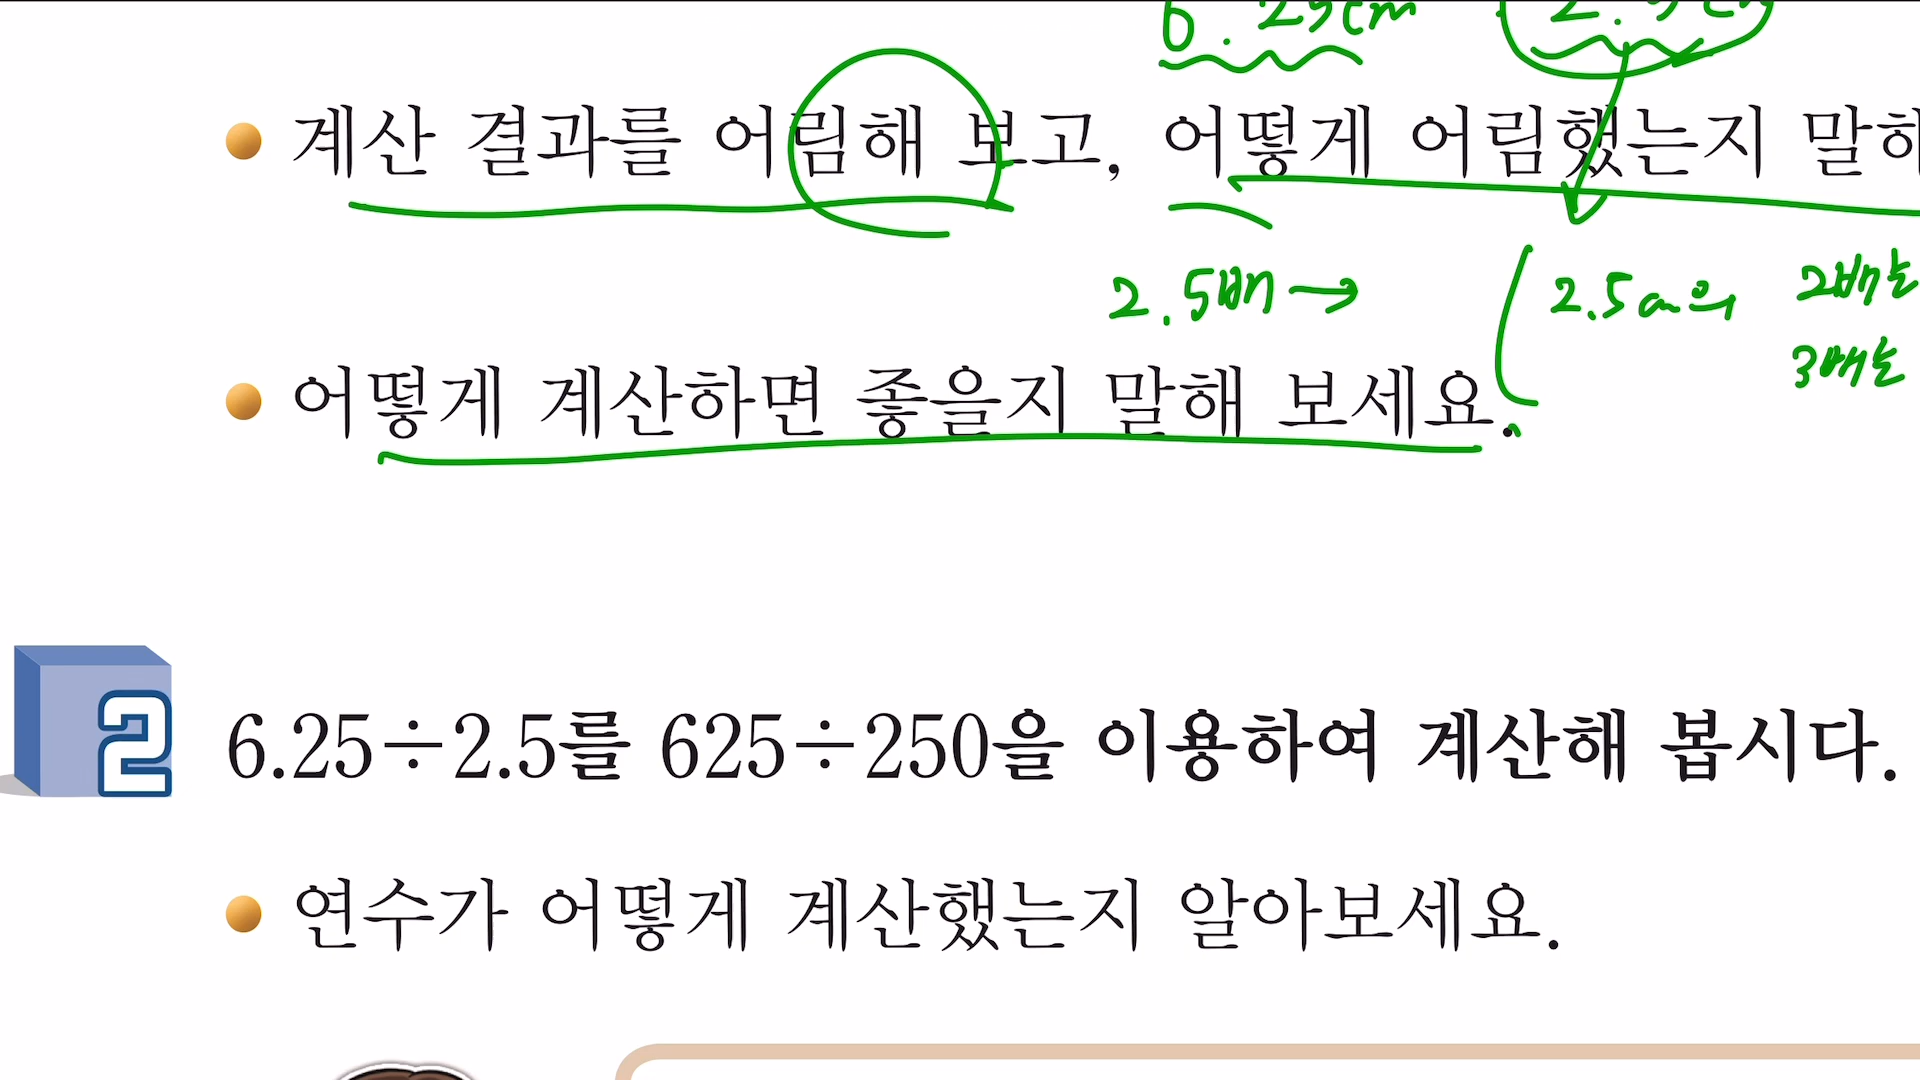 6.25cm
계산 결과를 어림해 보고, 어떻게 어림했는지 말해
2.5배 → 2.5cm의 2배는
3배는
어떻게 계산하면 좋을지 말해 보세요.
2 6.25÷2.5를 625÷250을 이용하여 계산해 봅시다.
연수가 어떻게 계산했는지 알아보세요.